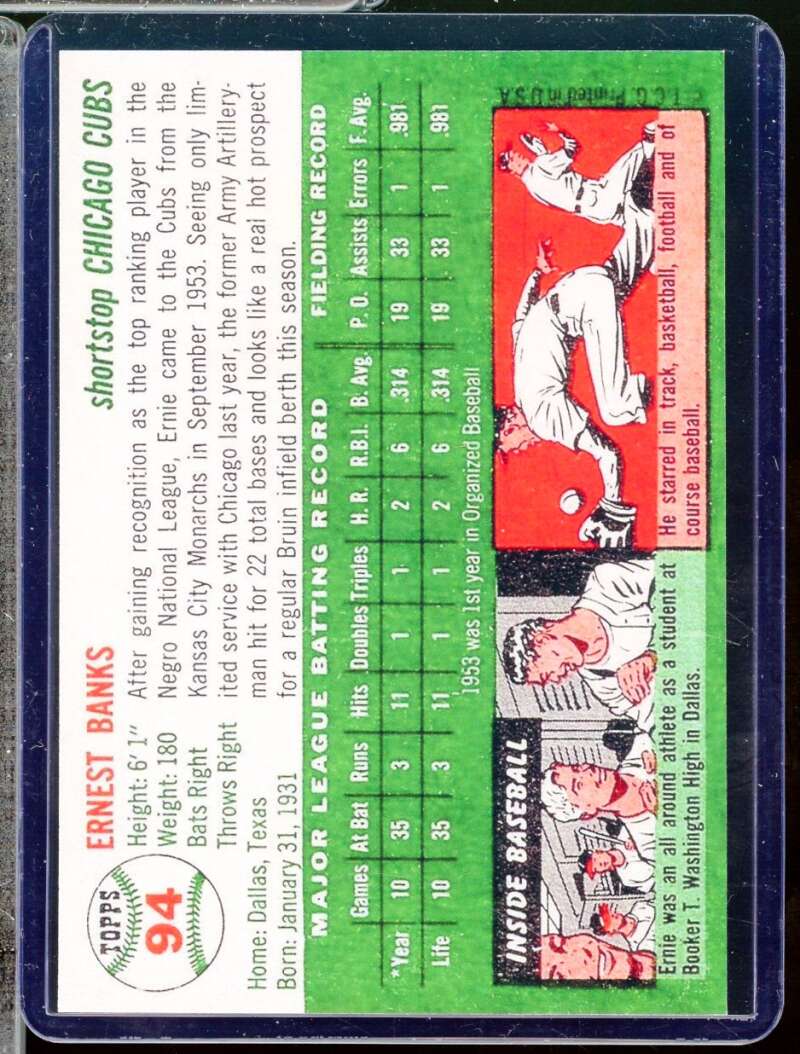 TOPPS
94
ERNEST BANKS
shortstop CHICAGO CUBS
Height: 6' 1"
Weight: 180
Bats Right
Throws Right
Home: Dallas, Texas
Born: January 31, 1931
After gaining recognition as the top ranking player in the
Negro National League, Ernie came to the Cubs from the
Kansas City Monarchs in September 1953. Seeing only lim-
ited service with Chicago last year, the former Army Artillery-
man hit for 22 total bases and looks like a real hot prospect
for a regular Bruin infield berth this season.
MAJOR LEAGUE BATTING RECORD FIELDING RECORD
Games At Bat Runs Hits Doubles Triples H.R. R.B.I. B. Avg. P. O. Assists Errors F. Avg.
*Year 10 35 3 11 1 1 2 6 .314 19 33 1 .981
Life 10 35 3 11 1 1 2 6 .314 19 33 1 .981
1953 was 1st year in Organized Baseball
© T.C.G. Printed in U.S.A.
INSIDE BASEBALL
Ernie was an all around athlete as a student at
Booker T. Washington High in Dallas.
He starred in track, basketball, football and of
course baseball.